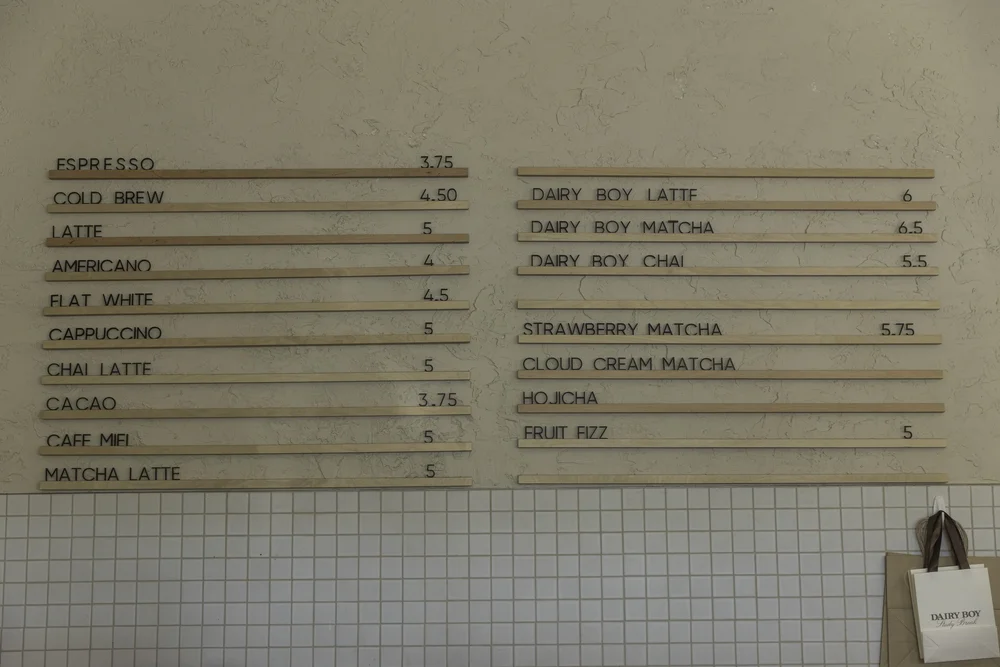 ESPRESSO 3.75
COLD BREW 4.50
LATTE 5
AMERICANO 4
FLAT WHITE 4.5
CAPPUCCINO 5
CHAI LATTE 5
CACAO 3.75
CAFE MIEL 5
MATCHA LATTE 5
DAIRY BOY LATTE 6
DAIRY BOY MATCHA 6.5
DAIRY BOY CHAI 5.5
STRAWBERRY MATCHA 5.75
CLOUD CREAM MATCHA
HOJICHA
FRUIT FIZZ 5
DAIRY BOY